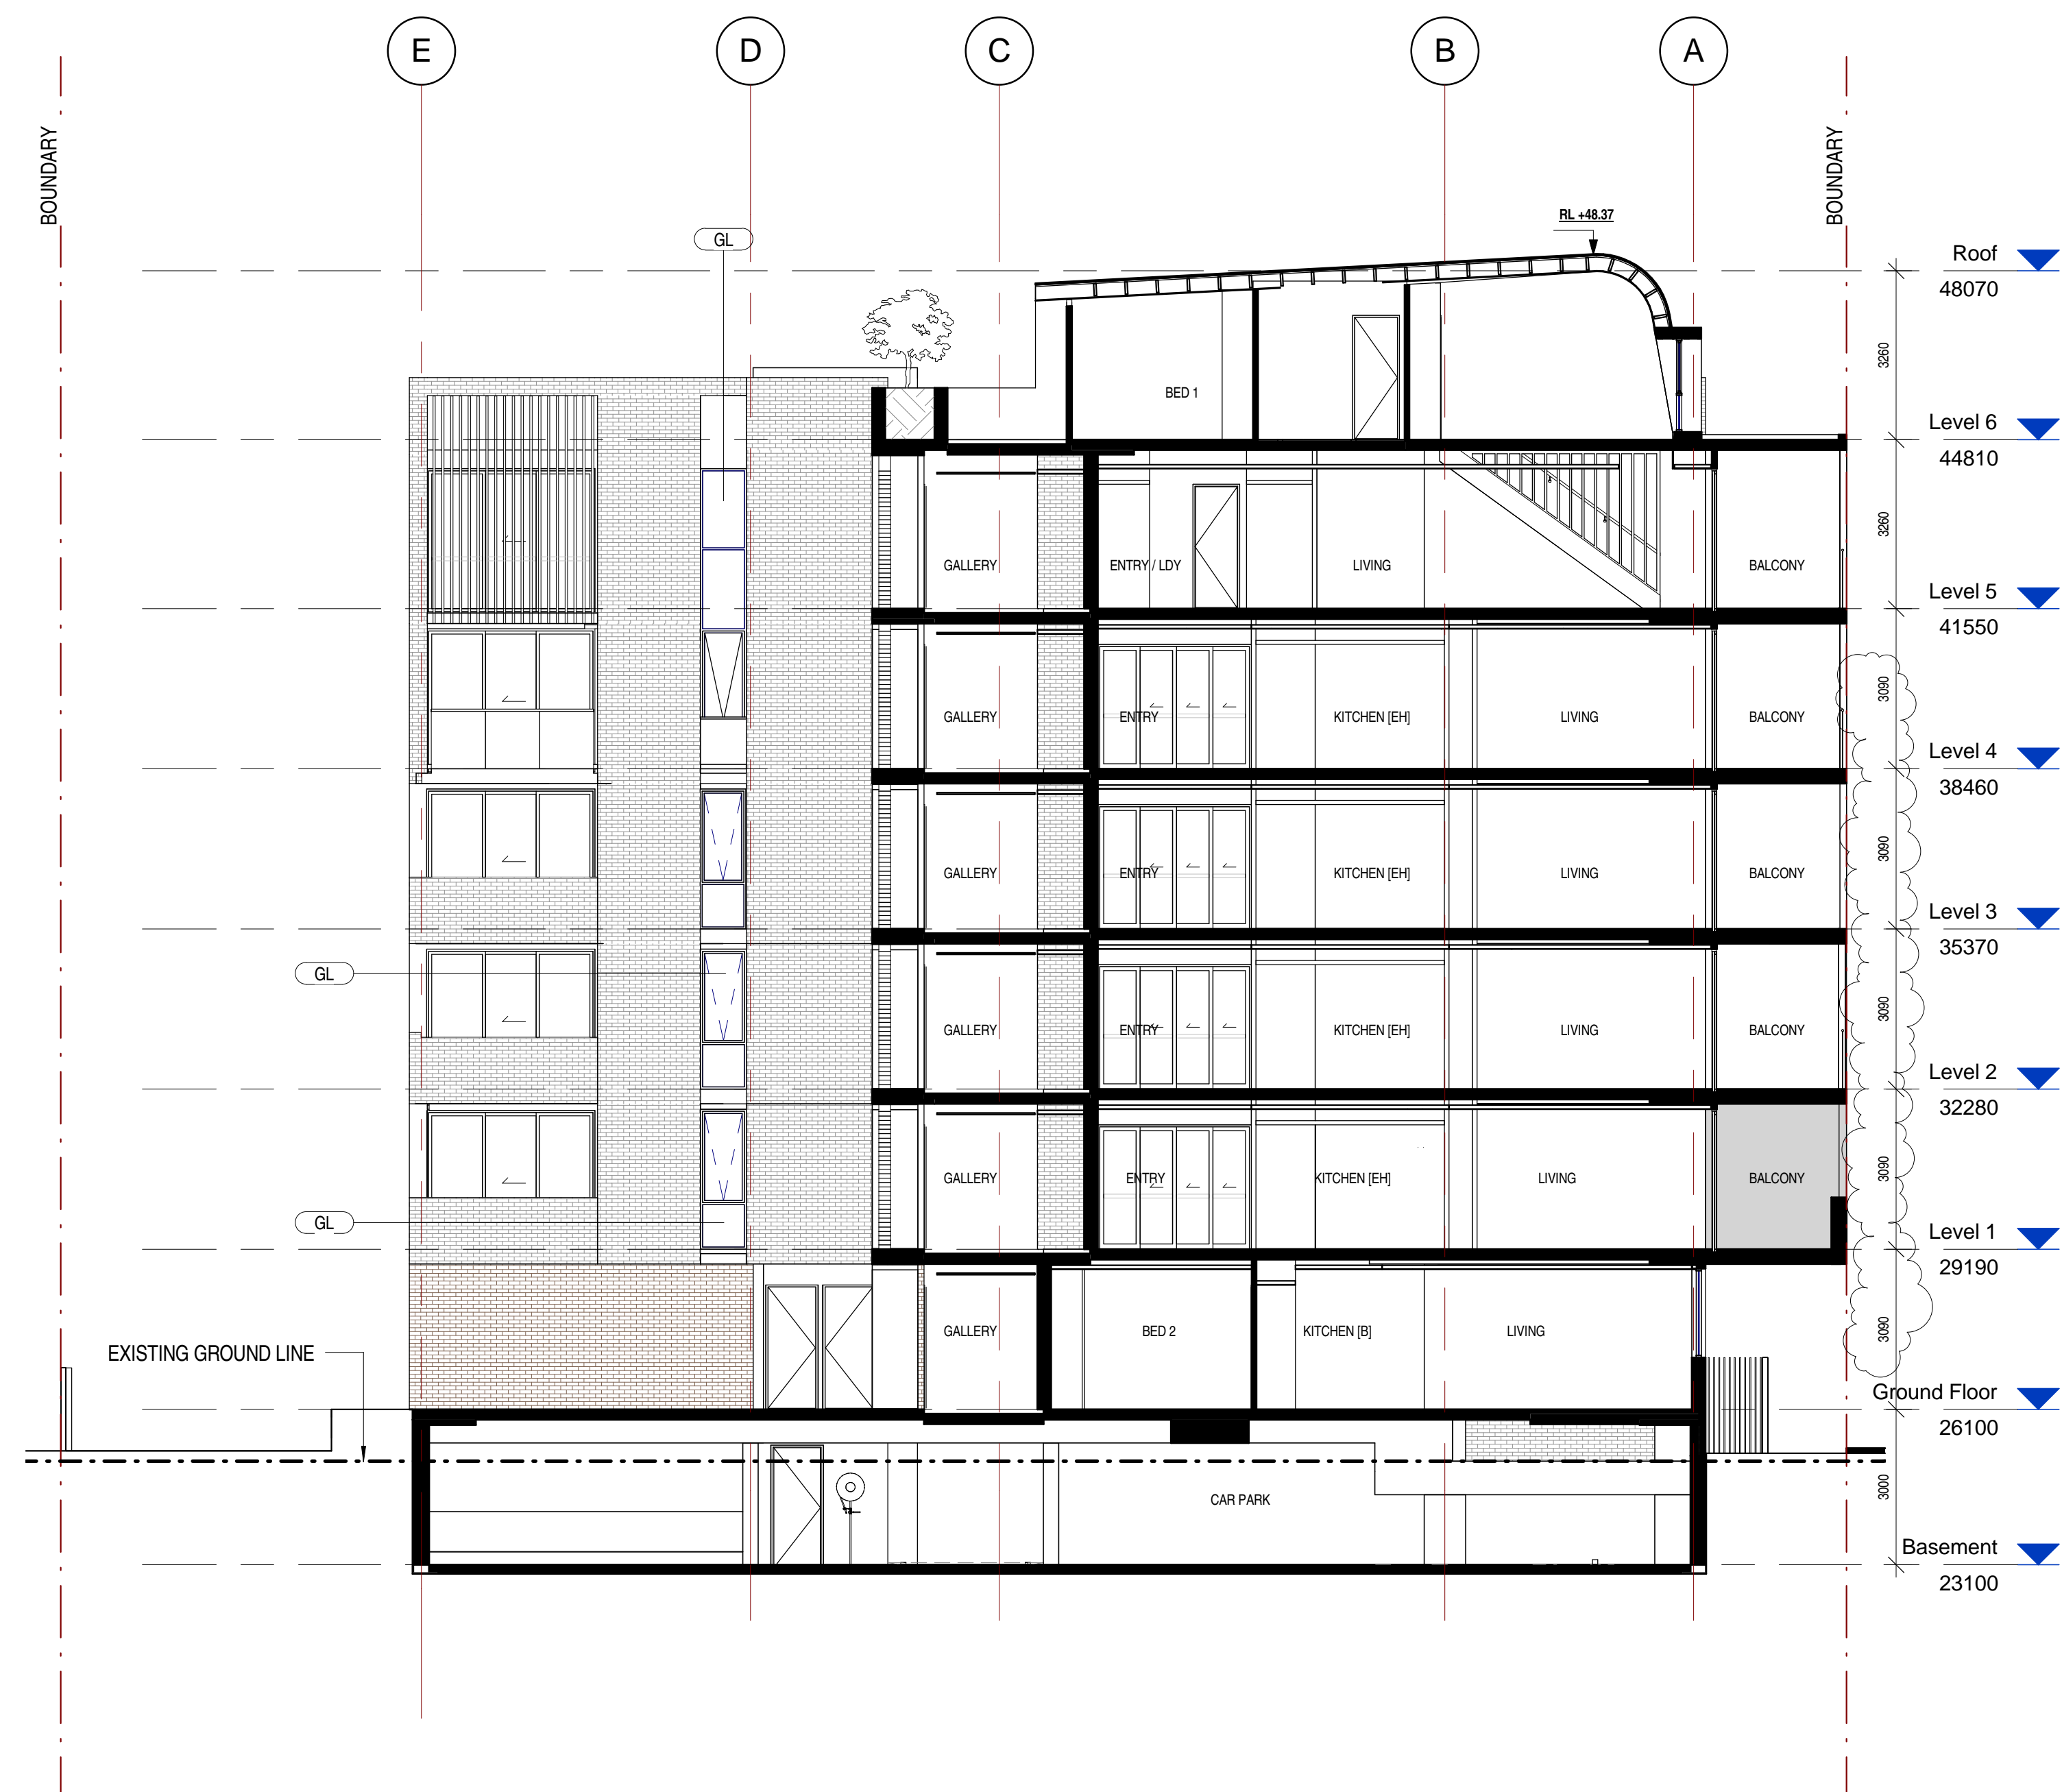 E
D
C
B
A
BOUNDARY
BOUNDARY
RL +48.37
GL
Roof
48070
3260
BED 1
Level 6
44810
3260
GALLERY
ENTRY / LDY
LIVING
BALCONY
Level 5
41550
3090
GALLERY
ENTRY
KITCHEN [EH]
LIVING
BALCONY
Level 4
38460
3090
GALLERY
ENTRY
KITCHEN [EH]
LIVING
BALCONY
Level 3
35370
GL
3090
GALLERY
ENTRY
KITCHEN [EH]
LIVING
BALCONY
Level 2
32280
3090
GALLERY
ENTRY
KITCHEN [EH]
LIVING
BALCONY
GL
Level 1
29190
3090
GALLERY
BED 2
KITCHEN [B]
LIVING
EXISTING GROUND LINE
Ground Floor
26100
3000
CAR PARK
Basement
23100